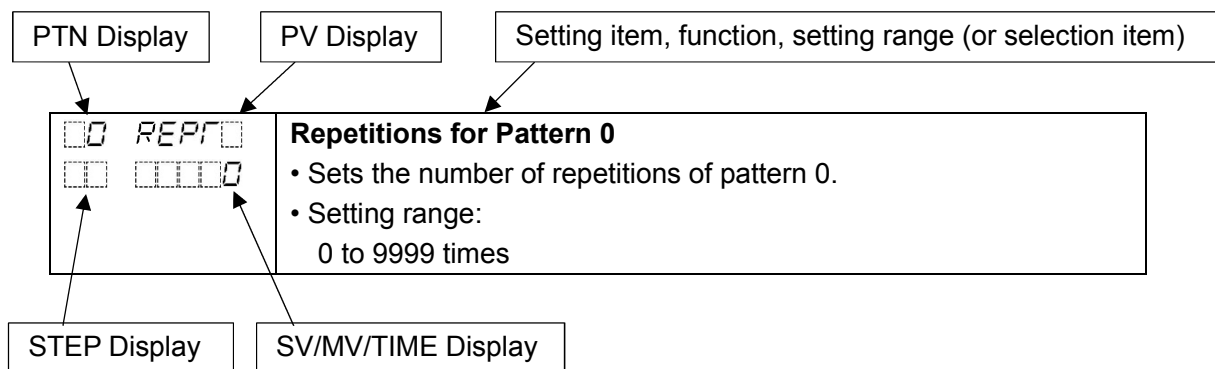 PTN Display
PV Display
Setting item, function, setting range (or selection item)
0 REPT
Repetitions for Pattern 0
0
• Sets the number of repetitions of pattern 0.
• Setting range:
0 to 9999 times
STEP Display
SV/MV/TIME Display